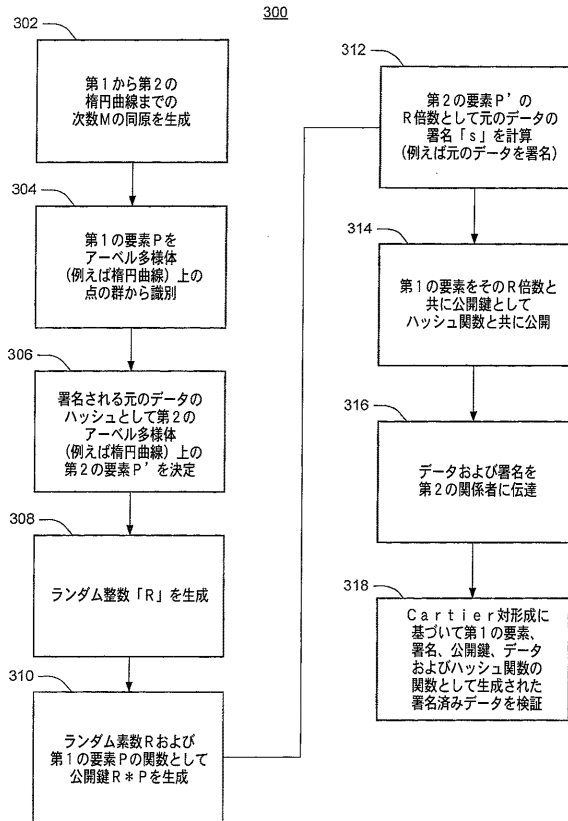 300
302
第1から第2の
楕円曲線までの
次数Mの同原を生成
304
第1の要素Pを
アーベル多様体
(例えば楕円曲線)上の
点の群から識別
306
署名される元のデータの
ハッシュとして第2の
アーベル多様体
(例えば楕円曲線)上の
第2の要素P'を決定
308
ランダム整数「R」を生成
310
ランダム素数Rおよび
第1の要素Pの関数として
公開鍵R*Pを生成
312
第2の要素P'の
R倍数として元のデータの
署名「s」を計算
(例えば元のデータを署名)
314
第1の要素をそのR倍数と
共に公開鍵として
ハッシュ関数と共に公開
316
データおよび署名を
第2の関係者に伝達
318
Cartier対形成に
基づいて第1の要素、
署名、公開鍵、データ
およびハッシュ関数の
関数として生成された
署名済みデータを検証